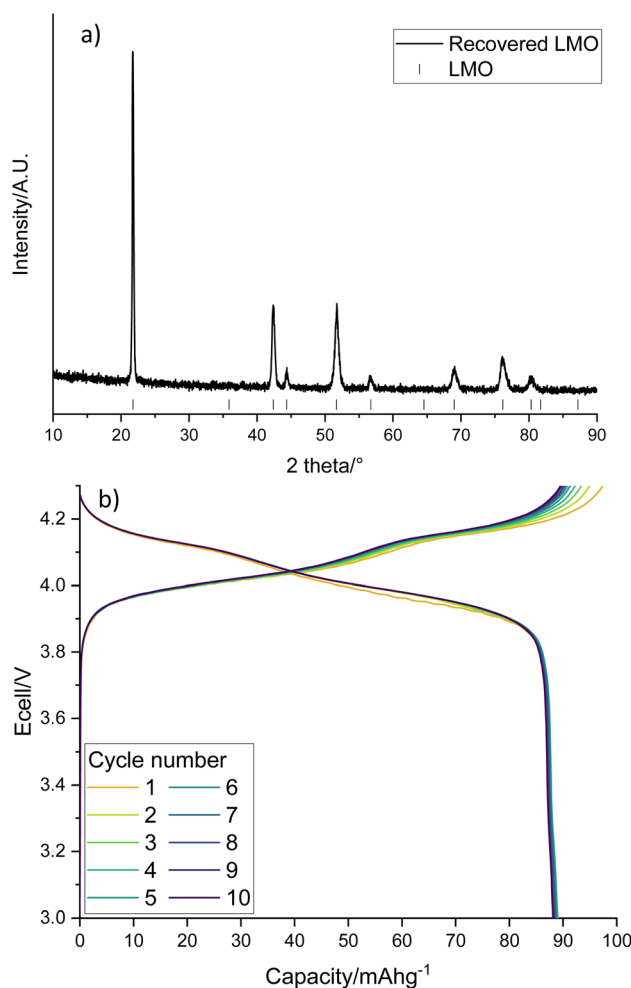 a)
Recovered LMO
LMO
Intensity/A.U.
10 20 30 40 50 60 70 80 90
2 theta/°
b)
4.2
4.0
3.8
3.6
3.4
3.2
3.0
Ecell/V
Cycle number
1 6
2 7
3 8
4 9
5 10
0 10 20 30 40 50 60 70 80 90 100
Capacity/mAhg⁻¹